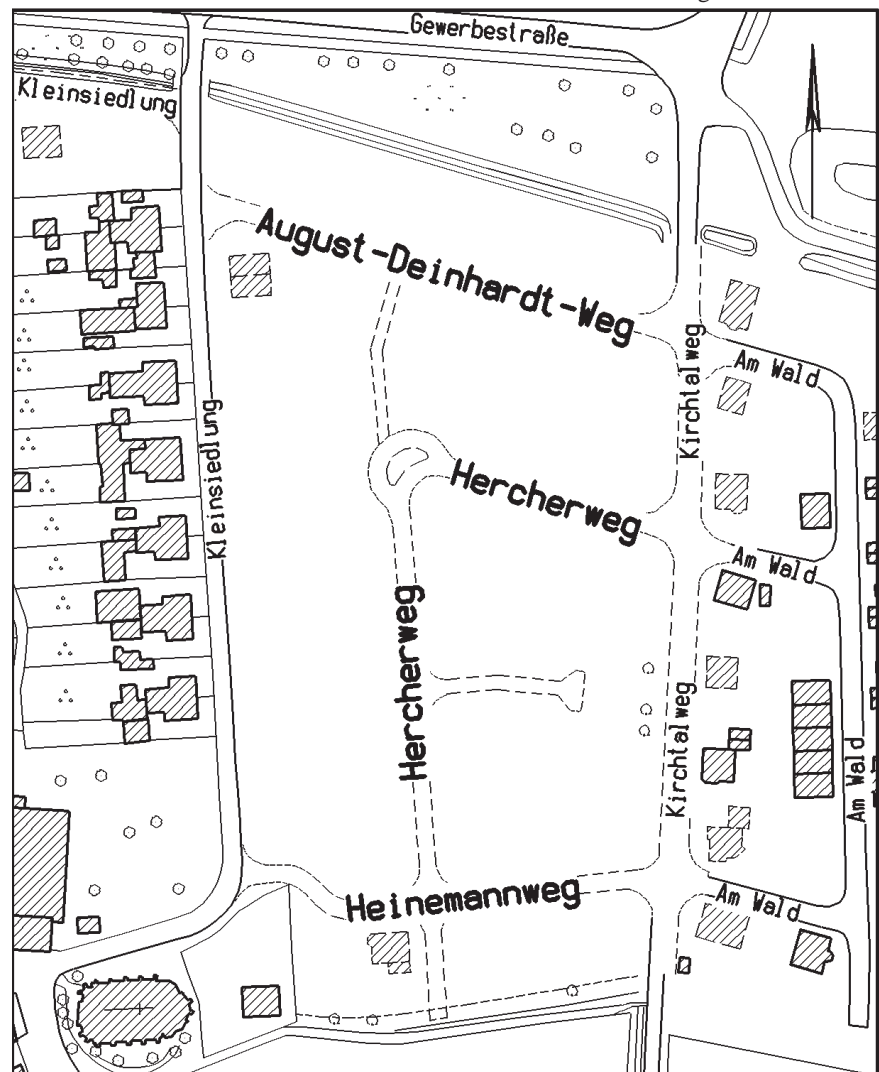 Gewerbestraße
Kleinsiedlung
August-Deinhardt-Weg
Kirchtalweg
Am Wald
Kleinsiedlung
Hercherweg
Am Wald
Hercherweg
Kirchtalweg
Am Wald
Heinemannweg
Am Wald